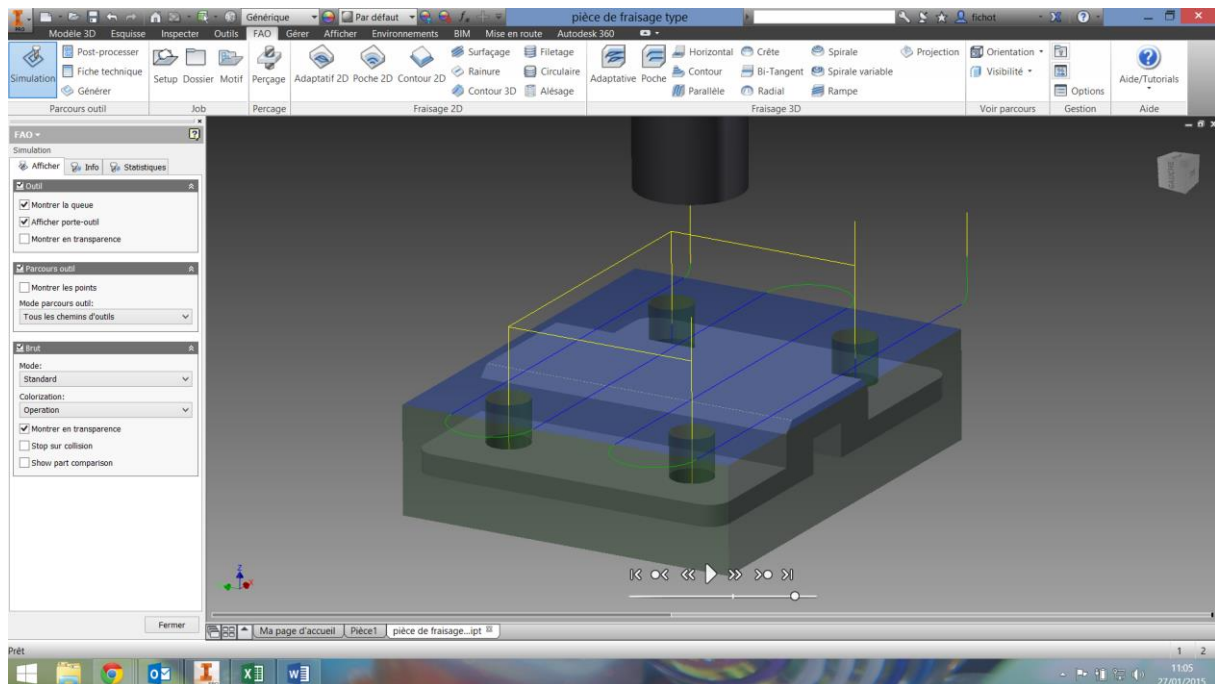 Générique
Par défaut
pièce de fraisage type
fichot
Modèle 3D Esquisse Inspecter Outils FAO Gérer Afficher Environnements BIM Mise en route Autodesk 360
Simulation
Post-processer
Fiche technique
Générer
Setup Dossier Motif
Perçage
Adaptatif 2D Poche 2D Contour 2D
Surfaçage
Rainure
Contour 3D
Filetage
Circulaire
Alésage
Adaptative Poche
Horizontal
Contour
Parallèle
Crête
Bi-Tangent
Radial
Spirale
Spirale variable
Rampe
Projection
Orientation
Visibilité
Options
Aide/Tutorials
Parcours outil Job Percage Fraisage 2D Fraisage 3D Voir parcours Gestion Aide
FAO
Simulation
Afficher Info Statistiques
Outil
Montrer la queue
Afficher porte-outil
Montrer en transparence
Parcours outil
Montrer les points
Mode parcours outil:
Tous les chemins d'outils
Brut
Mode:
Standard
Colorization:
Operation
Montrer en transparence
Stop sur collision
Show part comparison
Fermer
GAUCHE
Z
X
Ma page d'accueil Pièce1 pièce de fraisage...ipt
Prêt
1 2
11:05
27/01/2015